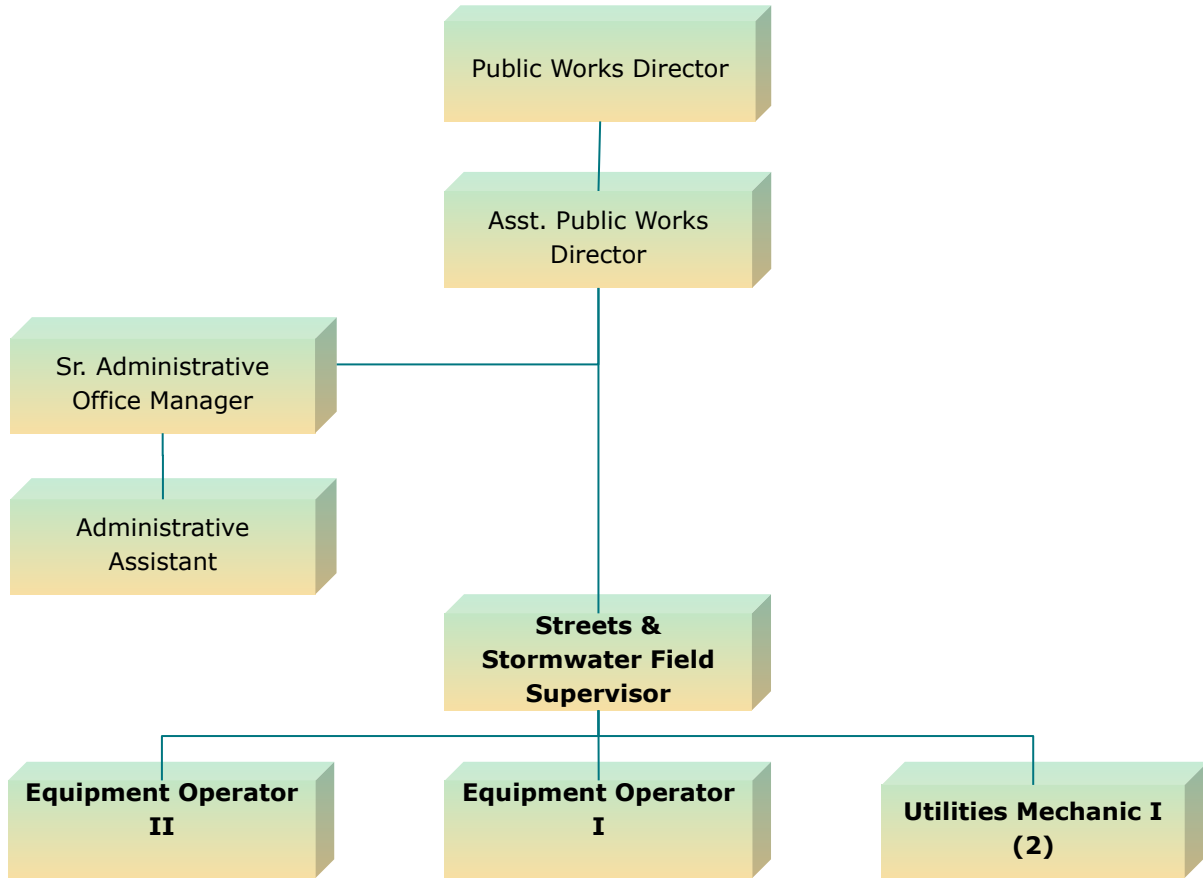 Public Works Director
Asst. Public Works
Director
Sr. Administrative
Office Manager
Administrative
Assistant
Streets &
Stormwater Field
Supervisor
Equipment Operator
II
Equipment Operator
I
Utilities Mechanic I
(2)